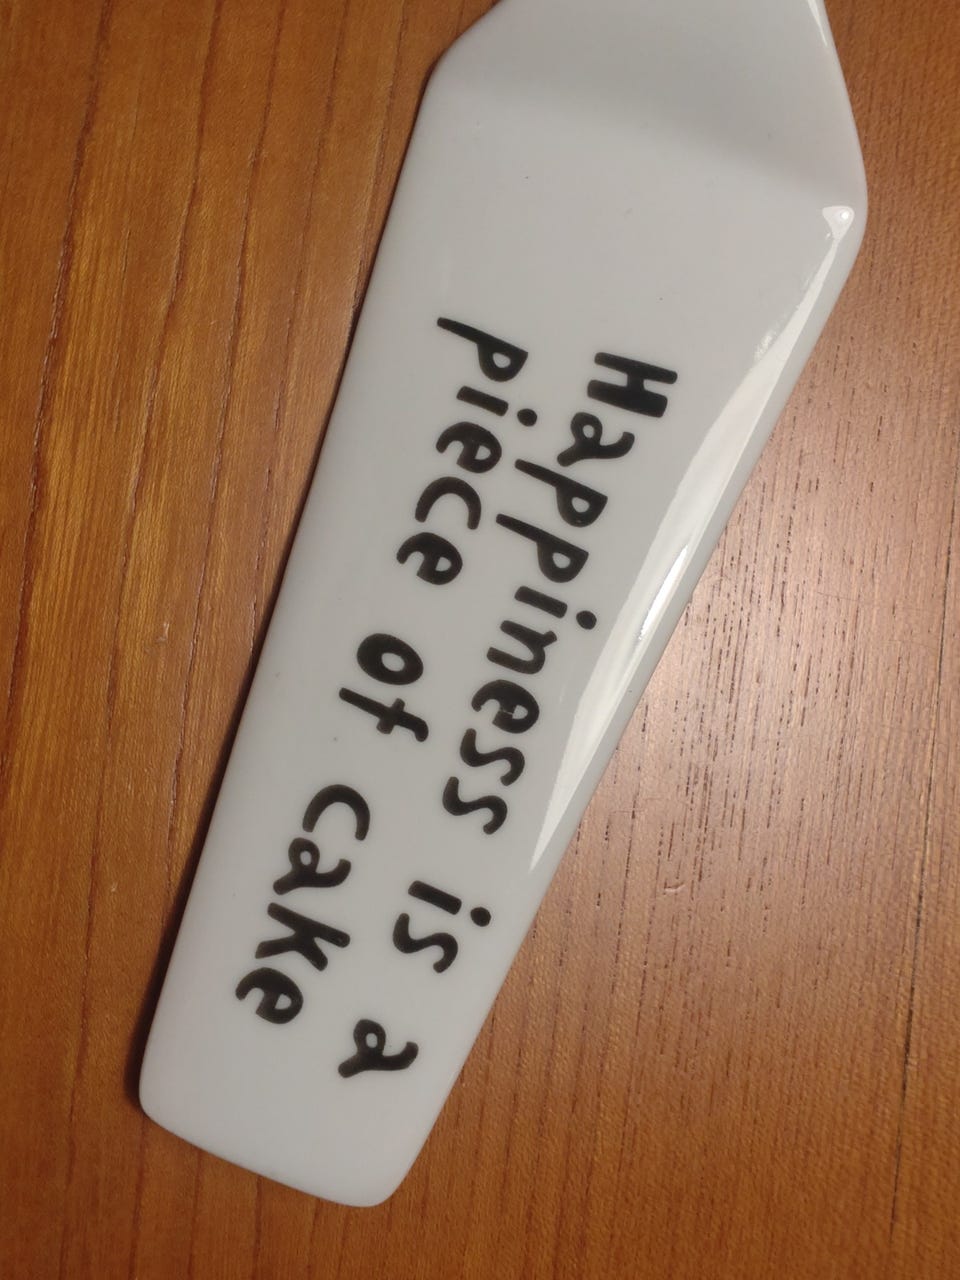 Happiness is a
piece of cake